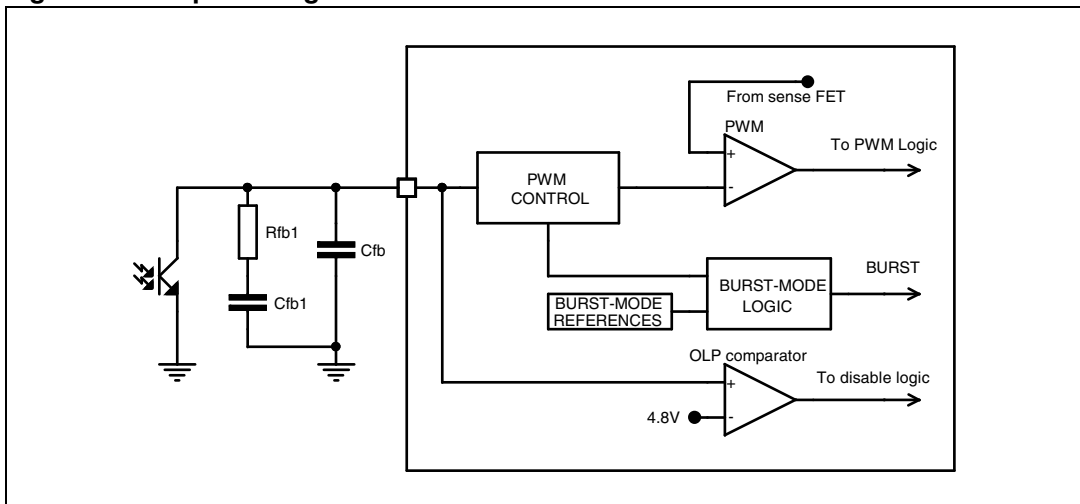 From sense FET
PWM
To PWM Logic
+
-
PWM
CONTROL
Rfb1
Cfb
Cfb1
BURST
BURST-MODE
LOGIC
BURST-MODE
REFERENCES
OLP comparator
To disable logic
+
4.8V
-